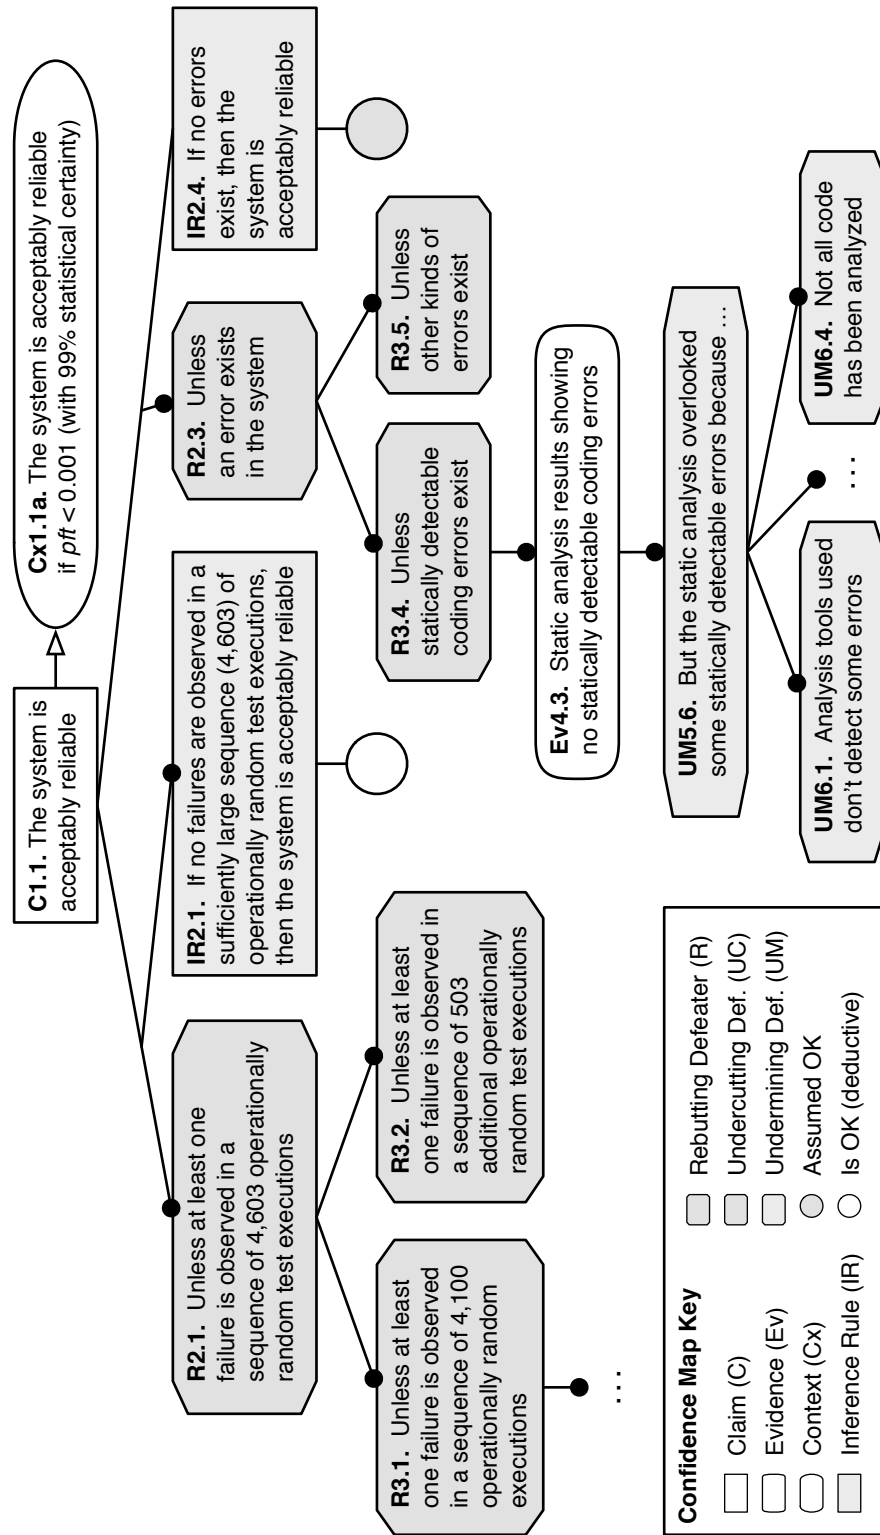 C1.1. The system is
acceptably reliable
Cx1.1a. The system is acceptably reliable
if pft < 0.001 (with 99% statistical certainty)
R2.1. Unless at least one
failure is observed in a
sequence of 4,603 operationally
random test executions
IR2.1. If no failures are observed in a
sufficiently large sequence (4,603) of
operationally random test executions,
then the system is acceptably reliable
R2.3. Unless
an error exists
in the system
IR2.4. If no errors
exist, then the
system is
acceptably reliable
R3.1. Unless at least
one failure is observed
in a sequence of 4,100
operationally random
executions
R3.2. Unless at least
one failure is observed in
a sequence of 503
additional operationally
random test executions
R3.4. Unless
statically detectable
coding errors exist
R3.5. Unless
other kinds of
errors exist
...
Ev4.3. Static analysis results showing
no statically detectable coding errors
UM5.6. But the static analysis overlooked
some statically detectable errors because ...
UM6.1. Analysis tools used
don't detect some errors
...
UM6.4. Not all code
has been analyzed
Confidence Map Key
Claim (C)
Evidence (Ev)
Context (Cx)
Inference Rule (IR)
Rebutting Defeater (R)
Undercutting Def. (UC)
Undermining Def. (UM)
Assumed OK
Is OK (deductive)